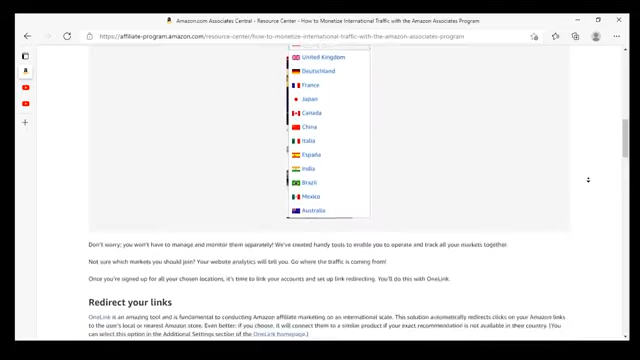 Amazon.com Associates Central - Resource Center - How to Monetize International Traffic with the Amazon Associates Program
https://affiliate-program.amazon.com/resource-center/how-to-monetize-international-traffic-with-the-amazon-associates-program
United Kingdom
Deutschland
France
Japan
Canada
China
Italia
España
India
Brazil
Mexico
Australia
Don't worry; you won't have to manage and monitor them separately! We've created handy tools to enable you to operate and track all your markets together.
Not sure which markets you should join? Your website analytics will tell you. Go where the traffic is coming from!
Once you're signed up for all your chosen locations, it's time to link your accounts and set up link redirecting. You'll do this with OneLink.
Redirect your links
OneLink is an amazing tool and is fundamental to conducting Amazon affiliate marketing on an international scale. This solution automatically redirects clicks on your Amazon links
to the user's local or nearest Amazon store. Even better: if you choose, it will connect them to a similar product if your exact recommendation is not available in their country. (You
can select this option in the Additional Settings section of the OneLink homepage.)